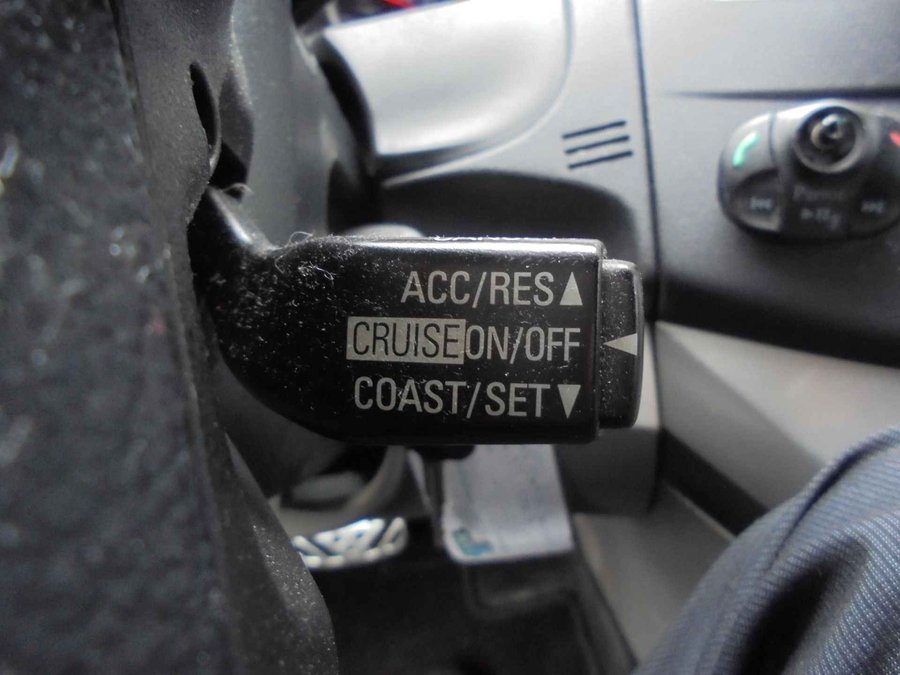 ACC/RES▲
CRUISE ON/OFF ◀
COAST/SET▼